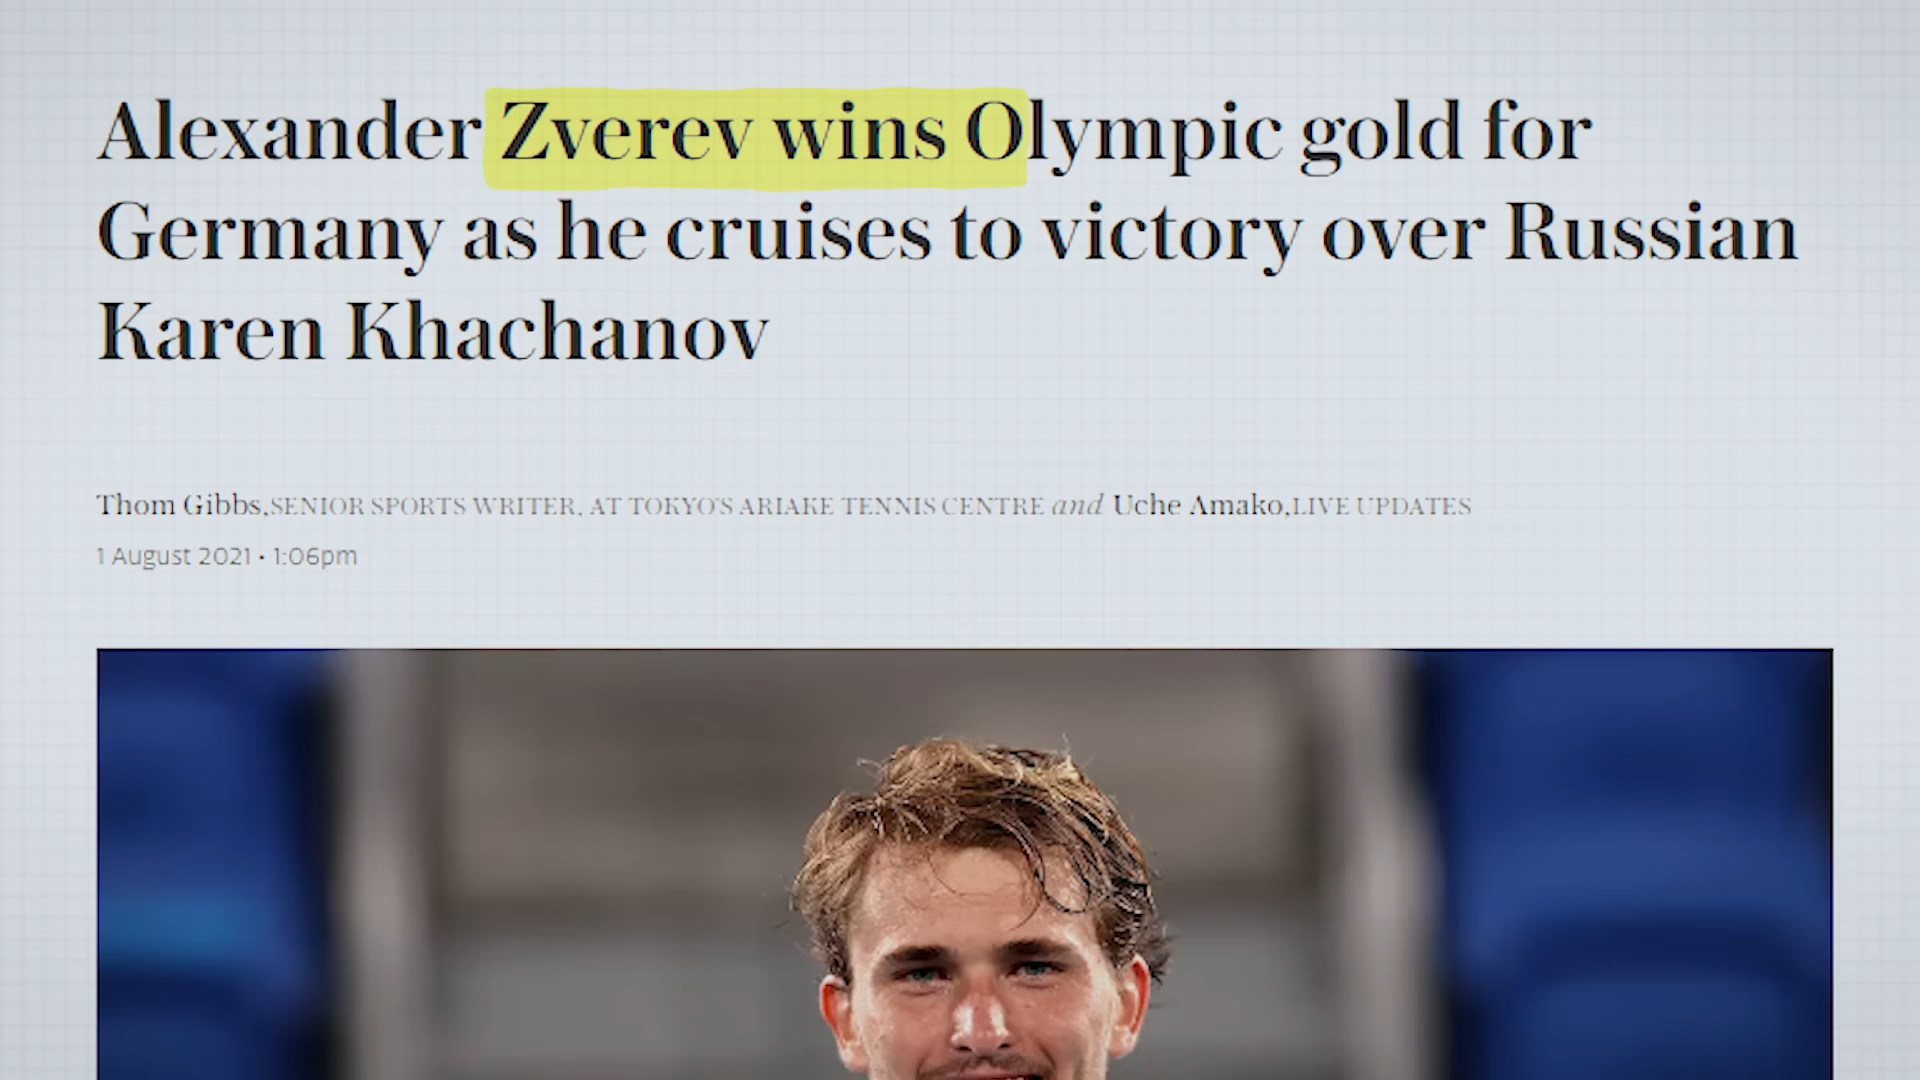 Alexander Zverev wins Olympic gold for
Germany as he cruises to victory over Russian
Karen Khachanov
Thom Gibbs, SENIOR SPORTS WRITER, AT TOKYO'S ARIAKE TENNIS CENTRE and Uche Amako, LIVE UPDATES
1 August 2021 • 1:06pm